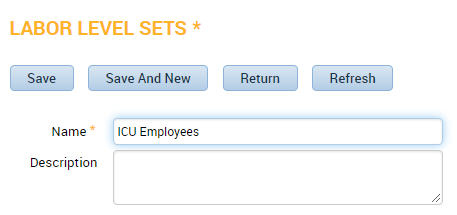 LABOR LEVEL SETS *
Save Save And New Return Refresh
Name * ICU Employees
Description